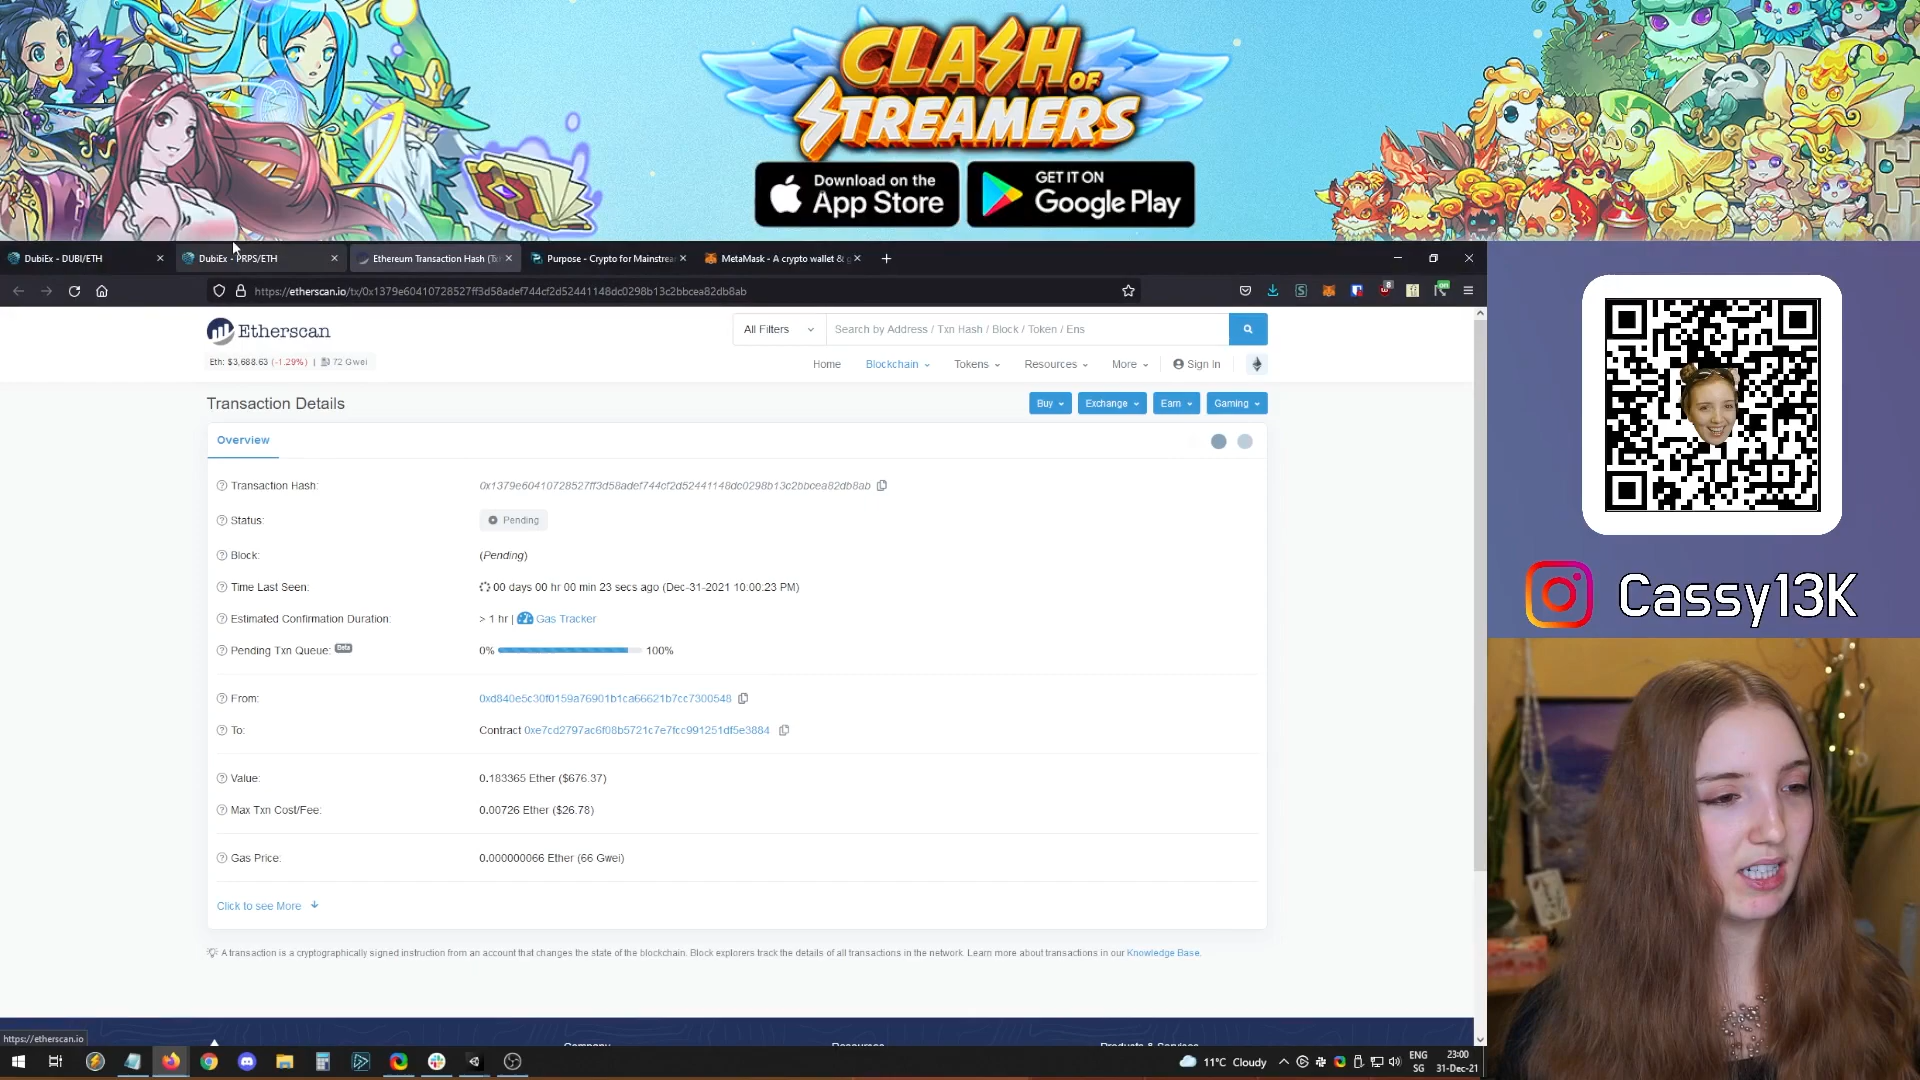 CLASH OF
STREAMERS
Download on the
App Store
GET IT ON
Google Play
DubiEx - DUBI/ETH
DubiEx - PRPS/ETH
Ethereum Transaction Hash (Tx
Purpose - Crypto for Mainstrea
MetaMask - A crypto wallet & g
https://etherscan.io/tx/0x1379e60410728527ff3d58adef744cf2d52441148dc0298b13c2bbcea82db8ab
8
on
Etherscan
All Filters
Search by Address / Txn Hash / Block / Token / Ens
Eth: $3,688.63 (-1.29%) | 72 Gwei
Home
Blockchain
Tokens
Resources
More
Sign In
Transaction Details
Buy
Exchange
Earn
Gaming
Overview
Transaction Hash:
0x1379e60410728527ff3d58adef744cf2d52441148dc0298b13c2bbcea82db8ab
Status:
Pending
Block:
(Pending)
Time Last Seen:
00 days 00 hr 00 min 23 secs ago (Dec-31-2021 10:00:23 PM)
Estimated Confirmation Duration:
> 1 hr | Gas Tracker
Pending Txn Queue: Beta
0% 100%
From:
0xd840e5c30f0159a76901b1ca66621b7cc7300548
To:
Contract 0xe7cd2797ac6f08b5721c7e7fcc991251df5e3884
Value:
0.183365 Ether ($676.37)
Max Txn Cost/Fee:
0.00726 Ether ($26.78)
Gas Price:
0.000000066 Ether (66 Gwei)
Click to see More
A transaction is a cryptographically signed instruction from an account that changes the state of the blockchain. Block explorers track the details of all transactions in the network. Learn more about transactions in our Knowledge Base.
https://etherscan.io
Company
Resources
Products & Services
11°C Cloudy
ENG
SG
23:00
31-Dec-21
Cassy13K